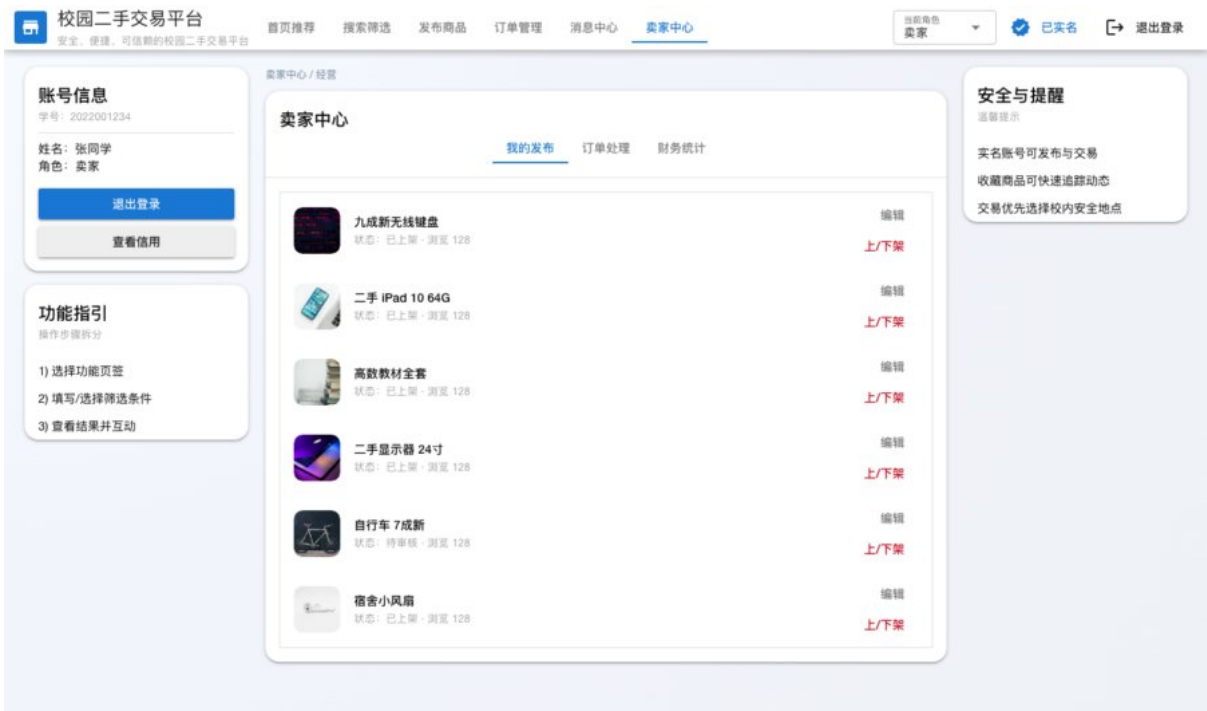 校园二手交易平台
安全、便捷、可信赖的校园二手交易平台
首页推荐 搜索筛选 发布商品 订单管理 消息中心 卖家中心
当前角色
卖家
已实名
退出登录
账号信息
学号：2022001234
姓名：张同学
角色：卖家
退出登录
查看信用
功能指引
操作步骤拆分
1) 选择功能页签
2) 填写/选择筛选条件
3) 查看结果并互动
卖家中心 / 经营
卖家中心
我的发布 订单处理 财务统计
九成新无线键盘
状态：已上架 · 浏览 128
编辑
上/下架
二手 iPad 10 64G
状态：已上架 · 浏览 128
编辑
上/下架
高数教材全套
状态：已上架 · 浏览 128
编辑
上/下架
二手显示器 24寸
状态：已上架 · 浏览 128
编辑
上/下架
自行车 7成新
状态：待审核 · 浏览 128
编辑
上/下架
宿舍小风扇
状态：已上架 · 浏览 128
编辑
上/下架
安全与提醒
温馨提示
实名账号可发布与交易
收藏商品可快速追踪动态
交易优先选择校内安全地点